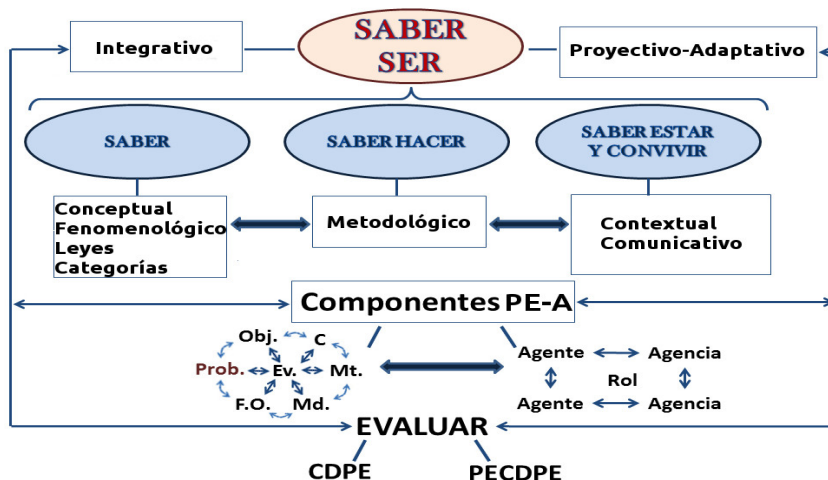 Integrativo
SABER
SER
Proyectivo-Adaptativo
SABER
SABER HACER
SABER ESTAR
Y CONVIVIR
Conceptual
Fenomenológico
Leyes
Categorías
Metodológico
Contextual
Comunicativo
Componentes PE-A
Obj.
C
Prob.
Ev.
Mt.
F.O.
Md.
Agente
Agencia
Rol
Agente
Agencia
EVALUAR
CDPE
PECDPE